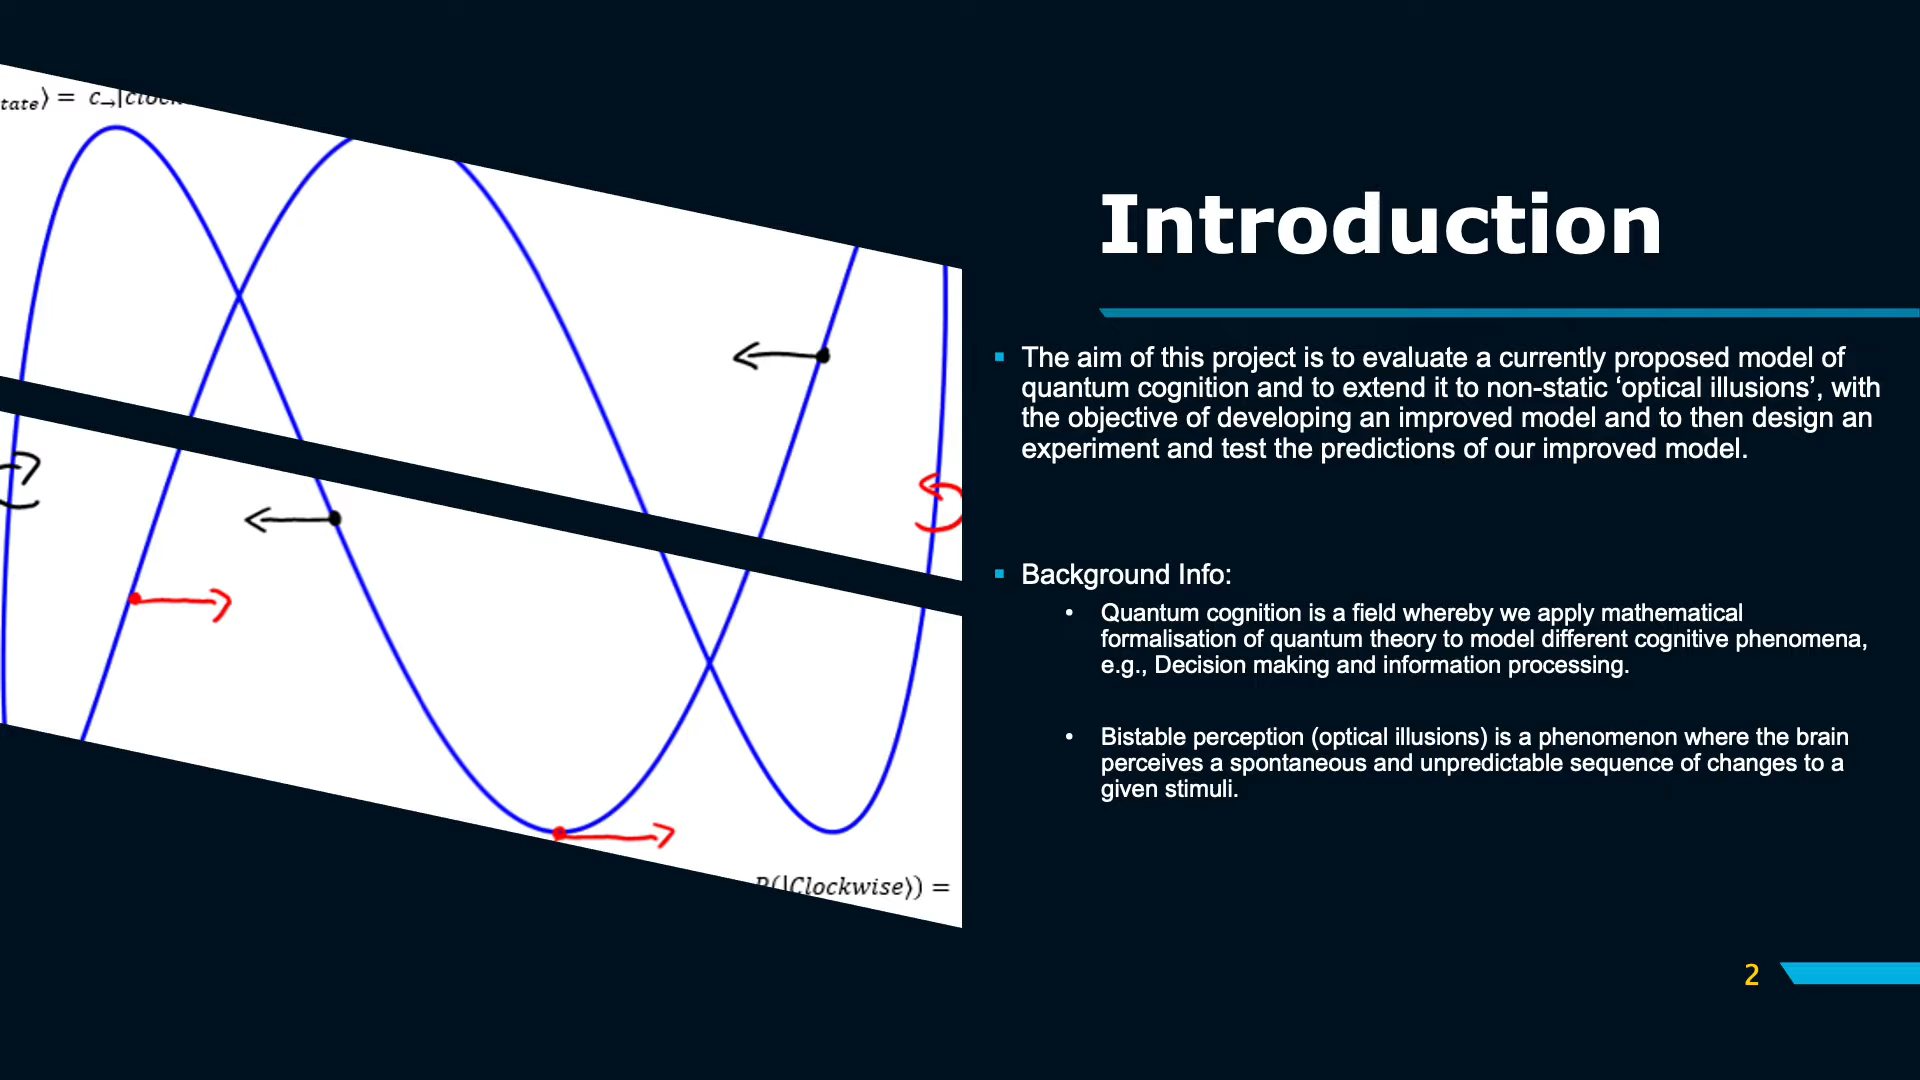 tate⟩ = c→|clock
Introduction
The aim of this project is to evaluate a currently proposed model of
quantum cognition and to extend it to non-static ‘optical illusions’, with
the objective of developing an improved model and to then design an
experiment and test the predictions of our improved model.
Background Info:
Quantum cognition is a field whereby we apply mathematical
formalisation of quantum theory to model different cognitive phenomena,
e.g., Decision making and information processing.
Bistable perception (optical illusions) is a phenomenon where the brain
perceives a spontaneous and unpredictable sequence of changes to a
given stimuli.
P(|Clockwise⟩) =
2